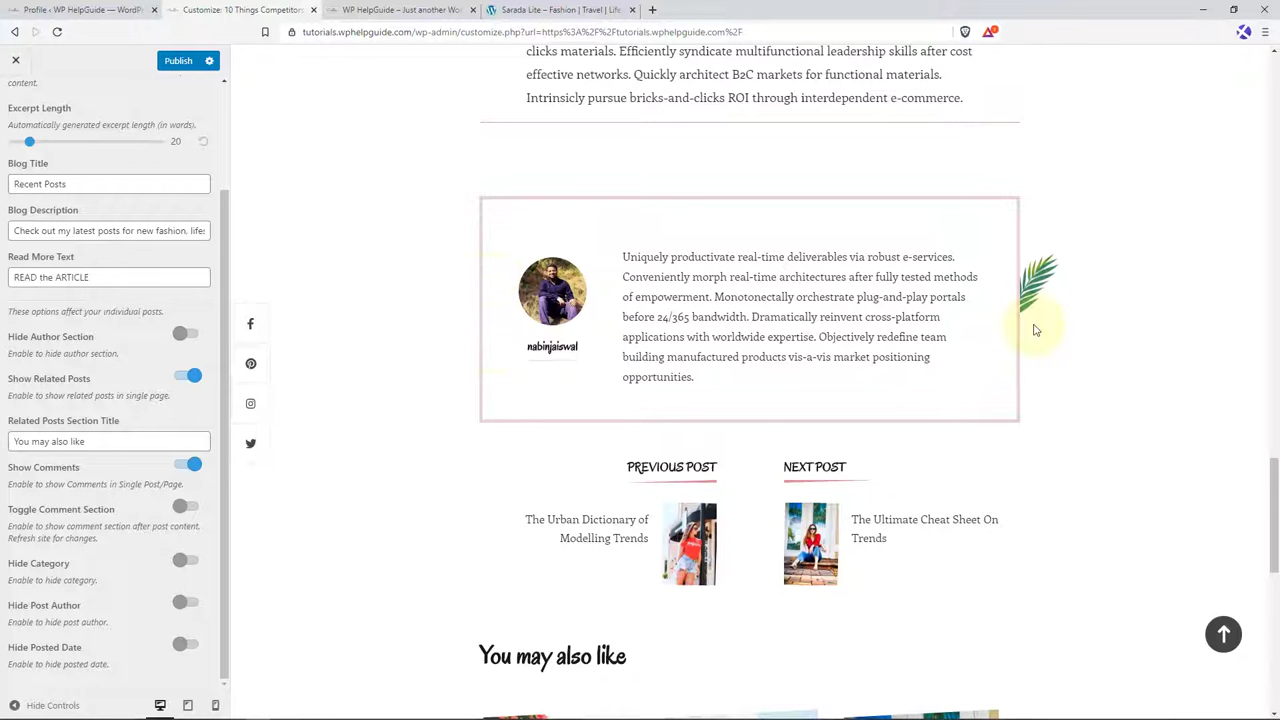 Profile ‹ WP HelpGuide — WordPr
Customize: 10 Things Competitors
WP HelpGuide – Just another Wo
Sarada Lite – Fashion | Travel | Life
tutorials.wphelpguide.com/wp-admin/customize.php?url=https%3A%2F%2Ftutorials.wphelpguide.com%2F
Publish
content.
Excerpt Length
Automatically generated excerpt length (in words).
20
Blog Title
Recent Posts
Blog Description
Check out my latest posts for new fashion, lifes
Read More Text
READ the ARTICLE
These options affect your individual posts.
Hide Author Section
Enable to hide author section.
Show Related Posts
Enable to show related posts in single page.
Related Posts Section Title
You may also like
Show Comments
Enable to show Comments in Single Post/Page.
Toggle Comment Section
Enable to show comment section after post content.
Refresh site for changes.
Hide Category
Enable to hide category.
Hide Post Author
Enable to hide post author.
Hide Posted Date
Enable to hide posted date.
Hide Controls
clicks materials. Efficiently syndicate multifunctional leadership skills after cost
effective networks. Quickly architect B2C markets for functional materials.
Intrinsicly pursue bricks-and-clicks ROI through interdependent e-commerce.
nabinjaiswal
Uniquely productivate real-time deliverables via robust e-services.
Conveniently morph real-time architectures after fully tested methods
of empowerment. Monotonectally orchestrate plug-and-play portals
before 24/365 bandwidth. Dramatically reinvent cross-platform
applications with worldwide expertise. Objectively redefine team
building manufactured products vis-a-vis market positioning
opportunities.
PREVIOUS POST
The Urban Dictionary of
Modelling Trends
NEXT POST
The Ultimate Cheat Sheet On
Trends
You may also like